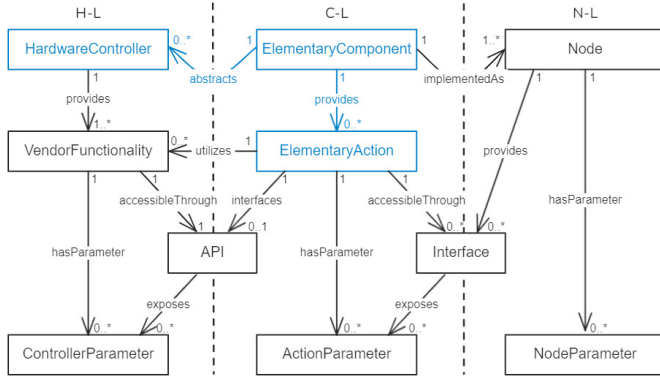 H-L C-L N-L
HardwareController 0..* 1 ElementaryComponent 1 1..* Node
abstracts implementedAs
1 1 1 1
provides provides
1..* 0..*
VendorFunctionality 0..* utilizes 1 ElementaryAction provides
1 1 1 1 1
accessibleThrough interfaces accessibleThrough hasParameter
1 0..1 0..* 0..*
hasParameter API hasParameter Interface
exposes exposes
0..* 0..* 0..* 0..* 0..*
ControllerParameter ActionParameter NodeParameter